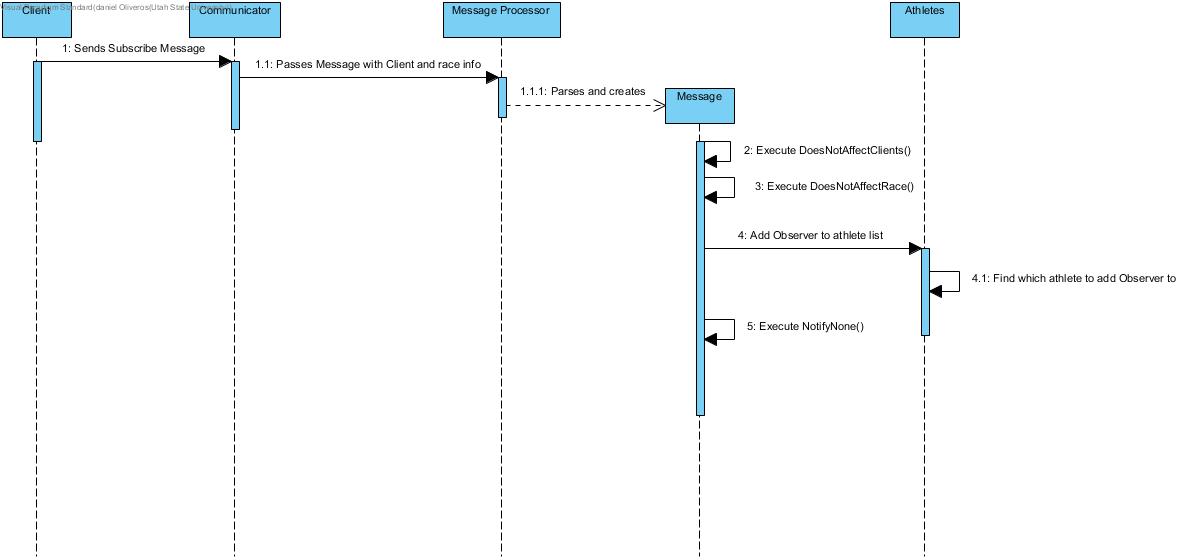 Visual Paradigm Standard(daniel Oliveros(Utah State University))
Client
Communicator
Message Processor
Athletes
1: Sends Subscribe Message
1.1: Passes Message with Client and race info
1.1.1: Parses and creates
Message
2: Execute DoesNotAffectClients()
3: Execute DoesNotAffectRace()
4: Add Observer to athlete list
4.1: Find which athlete to add Observer to
5: Execute NotifyNone()